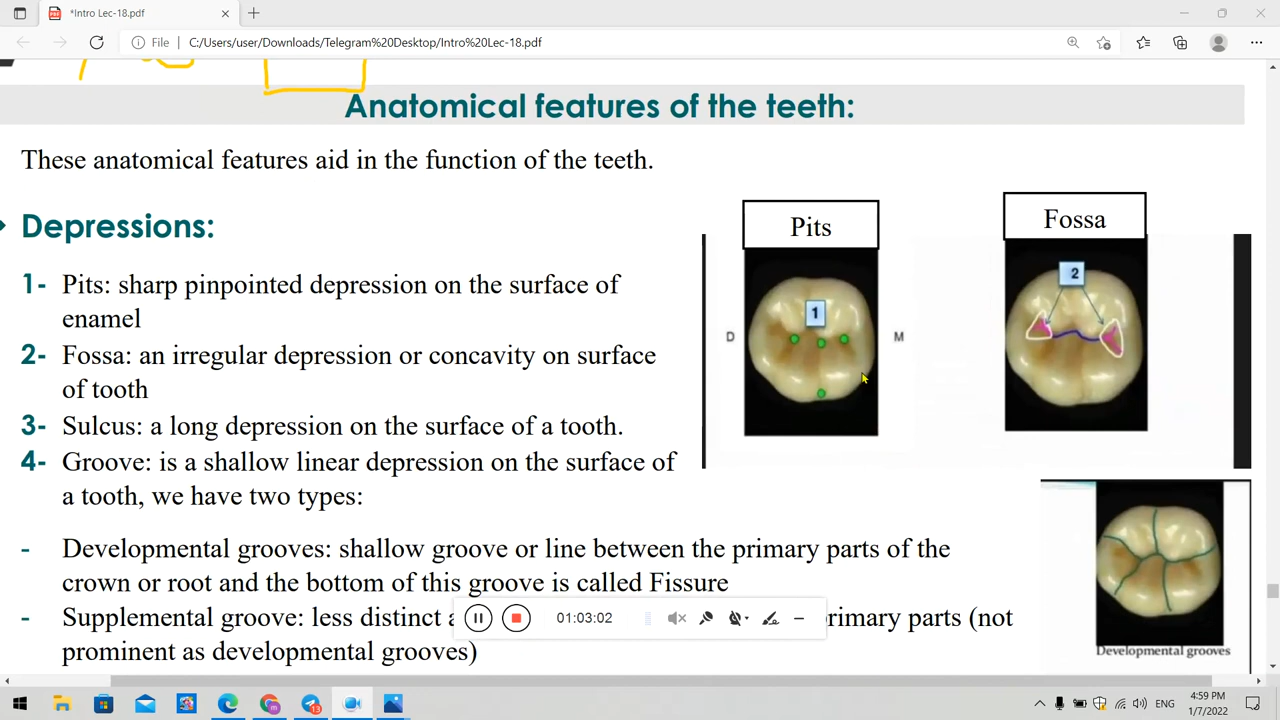 *Intro Lec-18.pdf
File | C:/Users/user/Downloads/Telegram%20Desktop/Intro%20Lec-18.pdf
Anatomical features of the teeth:
These anatomical features aid in the function of the teeth.
Depressions:
1- Pits: sharp pinpointed depression on the surface of
enamel
2- Fossa: an irregular depression or concavity on surface
of tooth
3- Sulcus: a long depression on the surface of a tooth.
4- Groove: is a shallow linear depression on the surface of
a tooth, we have two types:
Pits
1
D
M
Fossa
2
- Developmental grooves: shallow groove or line between the primary parts of the
crown or root and the bottom of this groove is called Fissure
- Supplemental groove: less distinct primary parts (not
prominent as developmental grooves)
Developmental grooves
01:03:02
13
ENG
4:59 PM
1/7/2022